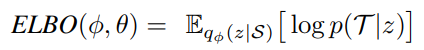 ELBO(ϕ, θ) = 𝔼_{q_ϕ(z|𝒮)}[log p(𝒯|z)]